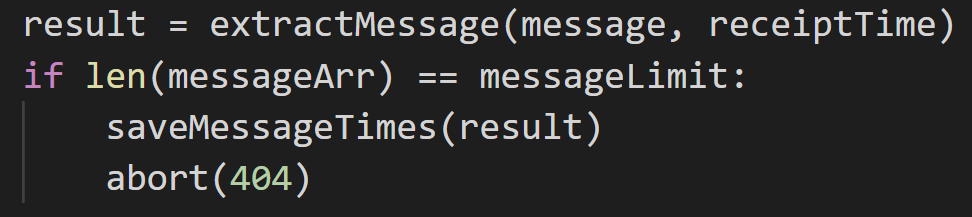 result = extractMessage(message, receiptTime)
if len(messageArr) == messageLimit:
    saveMessageTimes(result)
    abort(404)